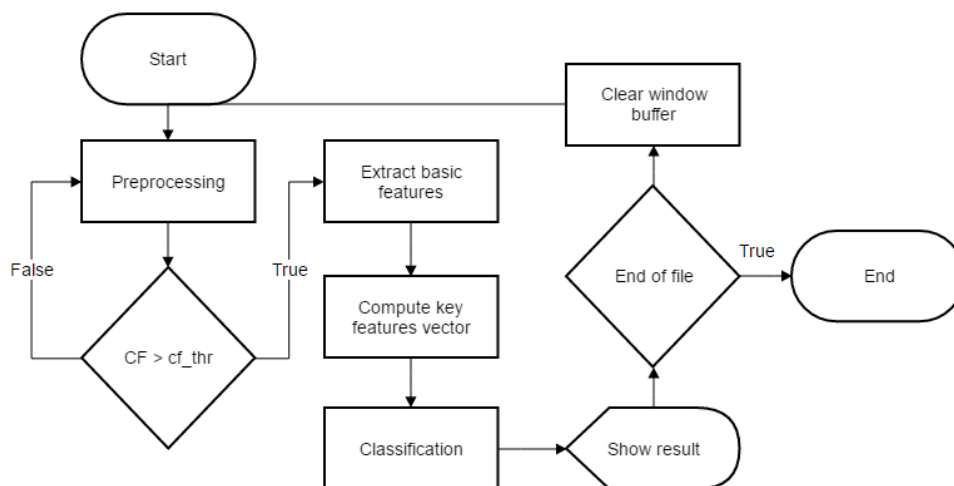 Start
Clear window
buffer
Preprocessing
Extract basic
features
False
True
True
End of file
End
Compute key
features vector
CF > cf_thr
Classification
Show result